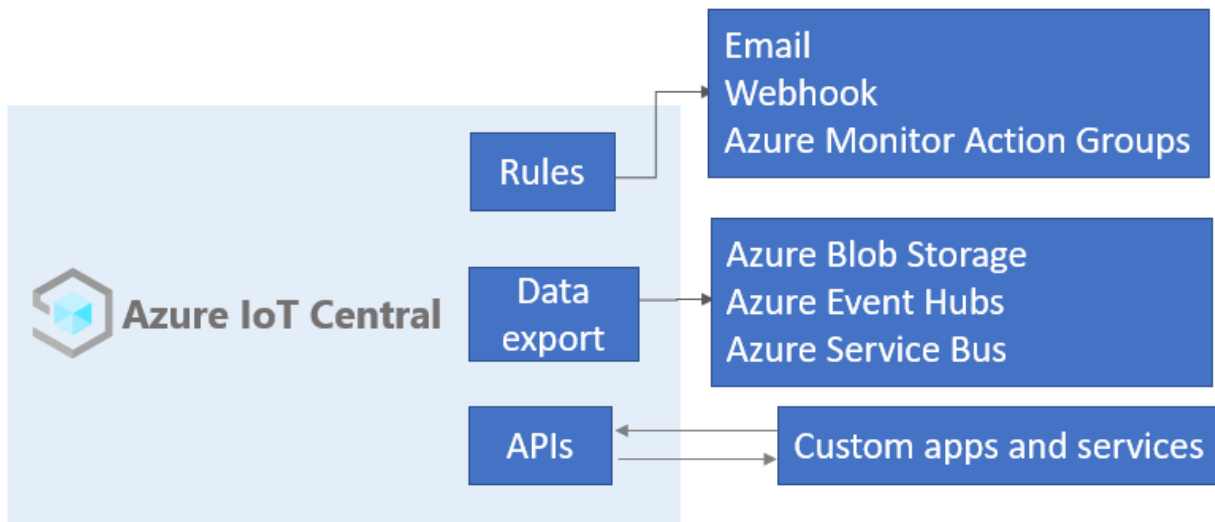 Email
Webhook
Azure Monitor Action Groups
Rules
Azure IoT Central
Data
export
Azure Blob Storage
Azure Event Hubs
Azure Service Bus
APIs
Custom apps and services